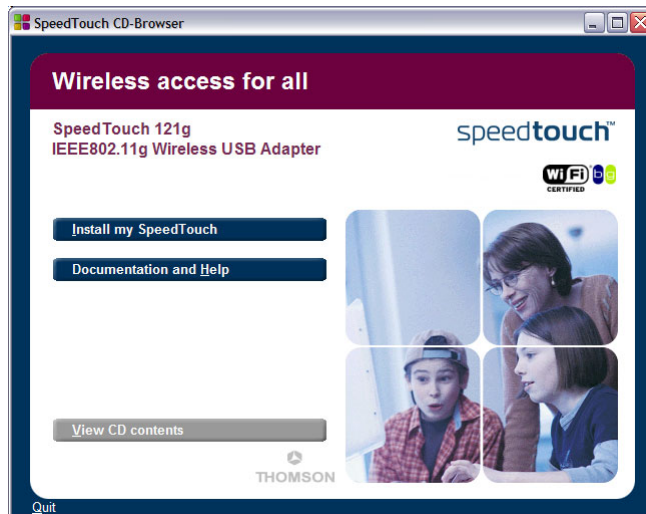 SpeedTouch CD-Browser
Wireless access for all
SpeedTouch 121g
IEEE802.11g Wireless USB Adapter
speedtouch™
Wi Fi b g
CERTIFIED
Install my SpeedTouch
Documentation and Help
View CD contents
THOMSON
Quit